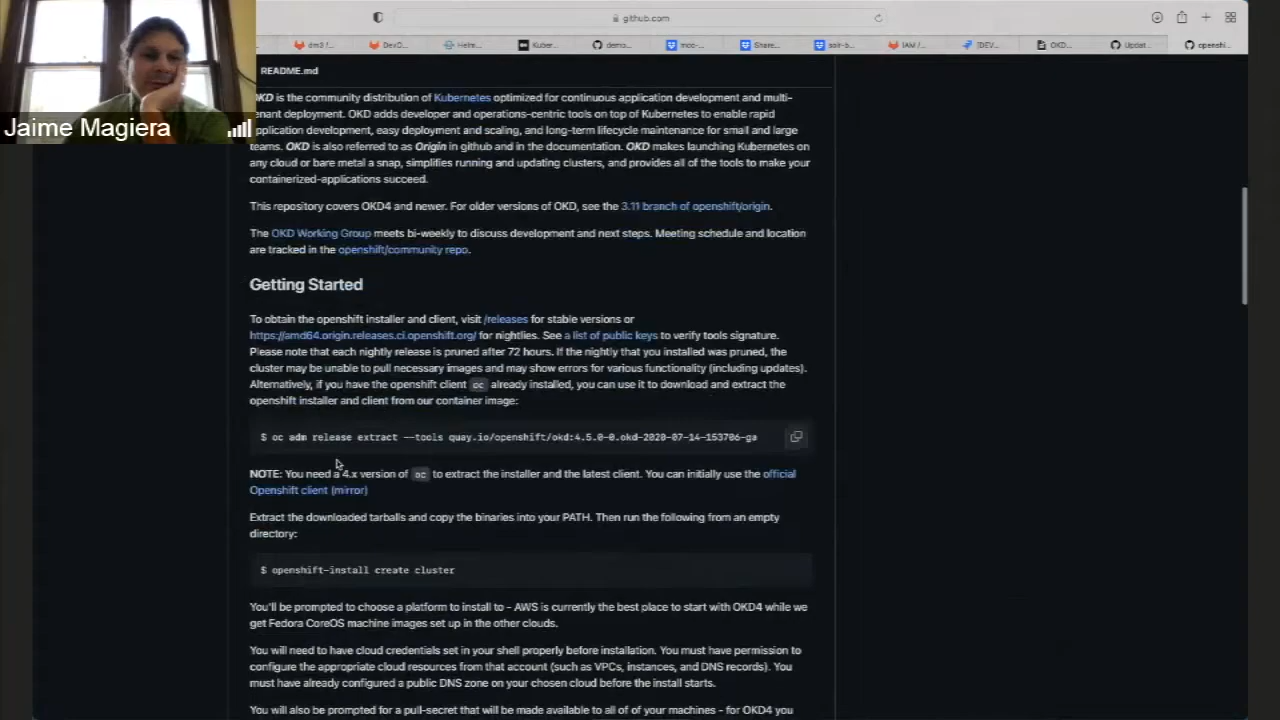 github.com
dm3 /...
DevO...
Helm...
Kuber...
demo...
moc-...
Share...
IAM /...
[DEV...
OKD...
Updat...
openshi...
Jaime Magiera
README.md
OKD is the community distribution of Kubernetes optimized for continuous application development and multi-
enant deployment. OKD adds developer and operations-centric tools on top of Kubernetes to enable rapid
application development, easy deployment and scaling, and long-term lifecycle maintenance for small and large
teams. OKD is also referred to as Origin in github and in the documentation. OKD makes launching Kubernetes on
any cloud or bare metal a snap, simplifies running and updating clusters, and provides all of the tools to make your
containerized-applications succeed.
This repository covers OKD4 and newer. For older versions of OKD, see the 3.11 branch of openshift/origin.
The OKD Working Group meets bi-weekly to discuss development and next steps. Meeting schedule and location
are tracked in the openshift/community repo.
Getting Started
To obtain the openshift installer and client, visit /releases for stable versions or
https://amd64.origin.releases.ci.openshift.org/ for nightlies. See a list of public keys to verify tools signature.
Please note that each nightly release is pruned after 72 hours. If the nightly that you installed was pruned, the
cluster may be unable to pull necessary images and may show errors for various functionality (including updates).
Alternatively, if you have the openshift client oc already installed, you can use it to download and extract the
openshift installer and client from our container image:
$ oc adm release extract --tools quay.io/openshift/okd:4.5.0-0.okd-2020-07-14-153706-ga
NOTE: You need a 4.x version of oc to extract the installer and the latest client. You can initially use the official
Openshift client (mirror)
Extract the downloaded tarballs and copy the binaries into your PATH. Then run the following from an empty
directory:
$ openshift-install create cluster
You'll be prompted to choose a platform to install to - AWS is currently the best place to start with OKD4 while we
get Fedora CoreOS machine images set up in the other clouds.
You will need to have cloud credentials set in your shell properly before installation. You must have permission to
configure the appropriate cloud resources from that account (such as VPCs, instances, and DNS records). You
must have already configured a public DNS zone on your chosen cloud before the install starts.
You will also be prompted for a pull-secret that will be made available to all of of your machines - for OKD4 you